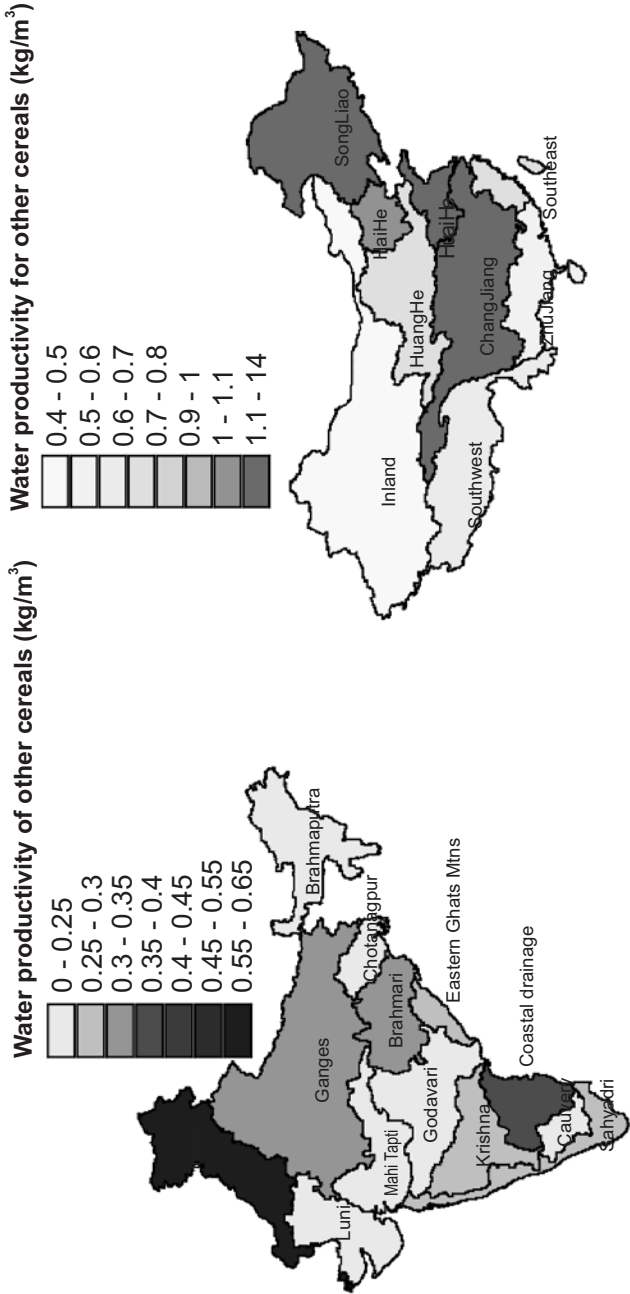 Water productivity of other cereals (kg/m³)
0 - 0.25
0.25 - 0.3
0.3 - 0.35
0.35 - 0.4
0.4 - 0.45
0.45 - 0.55
0.55 - 0.65
Brahmaputra
Ganges
Chotanagpur
Luni
Mahi Tapti
Brahmari
Godavari
Eastern Ghats Mtns
Krishna
Coastal drainage
Cauvery
Sahyadri
Water productivity for other cereals (kg/m³)
0.4 - 0.5
0.5 - 0.6
0.6 - 0.7
0.7 - 0.8
0.9 - 1
1 - 1.1
1.1 - 14
SongLiao
HaiHe
Inland
HuangHe
HuaiHe
ChangJiang
Southwest
ZhuJiang
Southeast